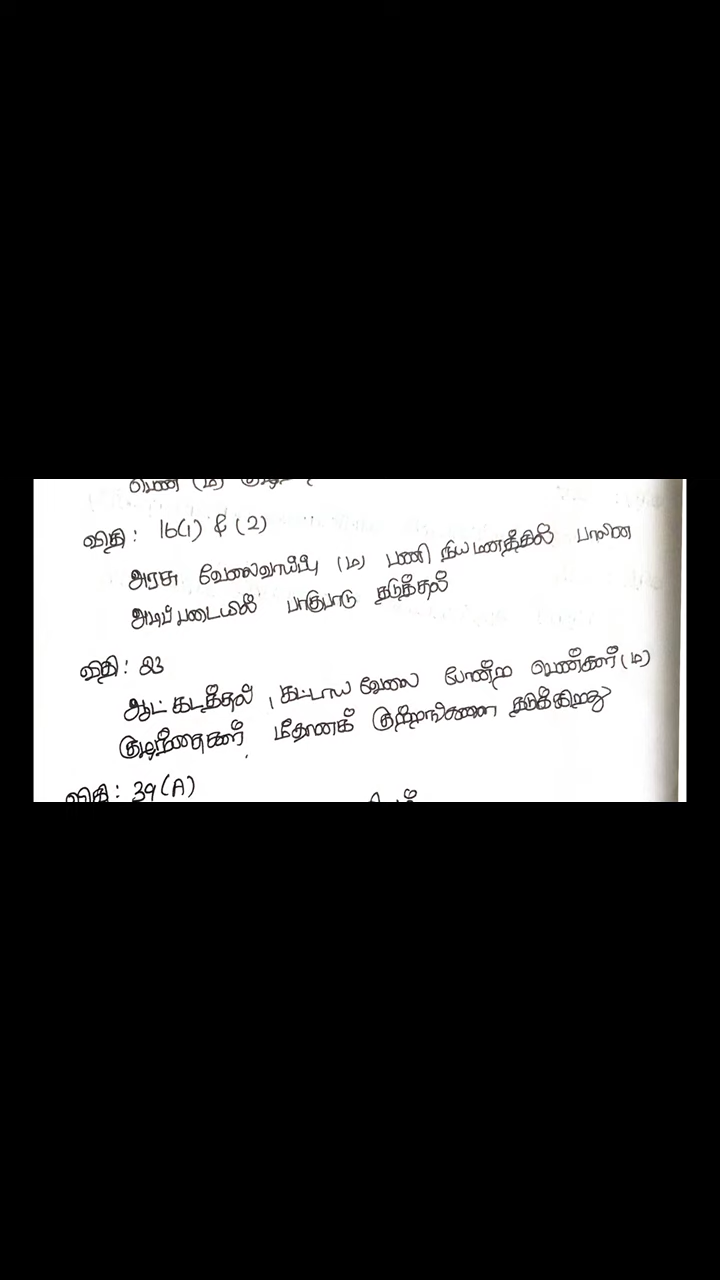 பெண் (ம)
விதி : 16(1) & (2)
அரசு வேலைவாய்ப்பு (ம) பணி நியமனத்தில் பாலின
அடிப்படையில் பாகுபாடு தடுத்தல்
விதி : 23
ஆட் கடத்தல் , கட்டாய வேலை போன்ற பெண்கள் (ம)
குழந்தைகள் மீதானக் குற்றங்களை தடுக்கிறது
விதி : 39(A)